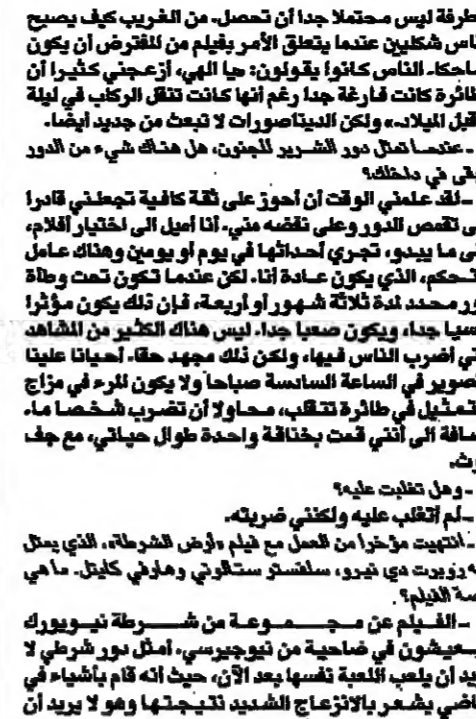 طرفة ليس محتملا جدا أن تحصل. من الغريب كيف يصبح
ناس شكليين عندما يتعلق الأمر بفيلم من المفترض أن يكون
ضاحكا. الناس كانوا يقولون: «يا الهي، أزعجني كثيرا أن
طائرة كانت فارغة جدا رغم أنها كانت تنقل الركاب في ليلة
قبل الميلاد.» ولكن الديناصورات لا تبعث من جديد أيضا.
- عندما تمثل دور الشرير المجنون، هل هناك شيء من الدور
يبقى في داخلك؟
- لقد علمني الوقت أن أحوز على ثقة كافية تجعلني قادرا
على تقمص الدور وعلى نفضه مني. أنا أميل الى اختيار أفلام،
على ما يبدو، تجري أحداثها في يوم أو يومين وهناك عامل
تحكم، الذي يكون عادة أنا. لكن عندما تكون تحت وطأة
دور محدد لمدة ثلاثة شهور أو أربعة، فإن ذلك يكون مؤثرا
نفسيا جدا، ويكون صعبا جدا. ليس هناك الكثير من المشاهد
التي أضرب الناس فيها، ولكن ذلك مجهد حقا. أحيانا علينا
تصوير في الساعة السادسة صباحا ولا يكون المرء في مزاج
لتمثيل في طائرة تتقلب، محاولا أن تضرب شخصا ما.
ضافة الى أنني قمت بخناقة واحدة طوال حياتي، مع جف
- وهل تغلبت عليه؟
- لم أتغلب عليه ولكنني ضربته.
- انتهيت مؤخرا من العمل مع فيلم «أرض الشرطة»، الذي يمثل
فيه روبرت دي نيرو، سلفستر ستالوني وهارفي كايتل. ما هي
قصة الفيلم؟
- الفيلم عن مجموعة من شرطة نيويورك
يعيشون في ضاحية من نيوجيرسي. أمثل دور شرطي لا
يريد أن يلعب اللعبة نفسها بعد الآن، حيث أنه قام بأشياء في
ماضي يشعر بالانزعاج الشديد نتيجتها وهو لا يريد أن